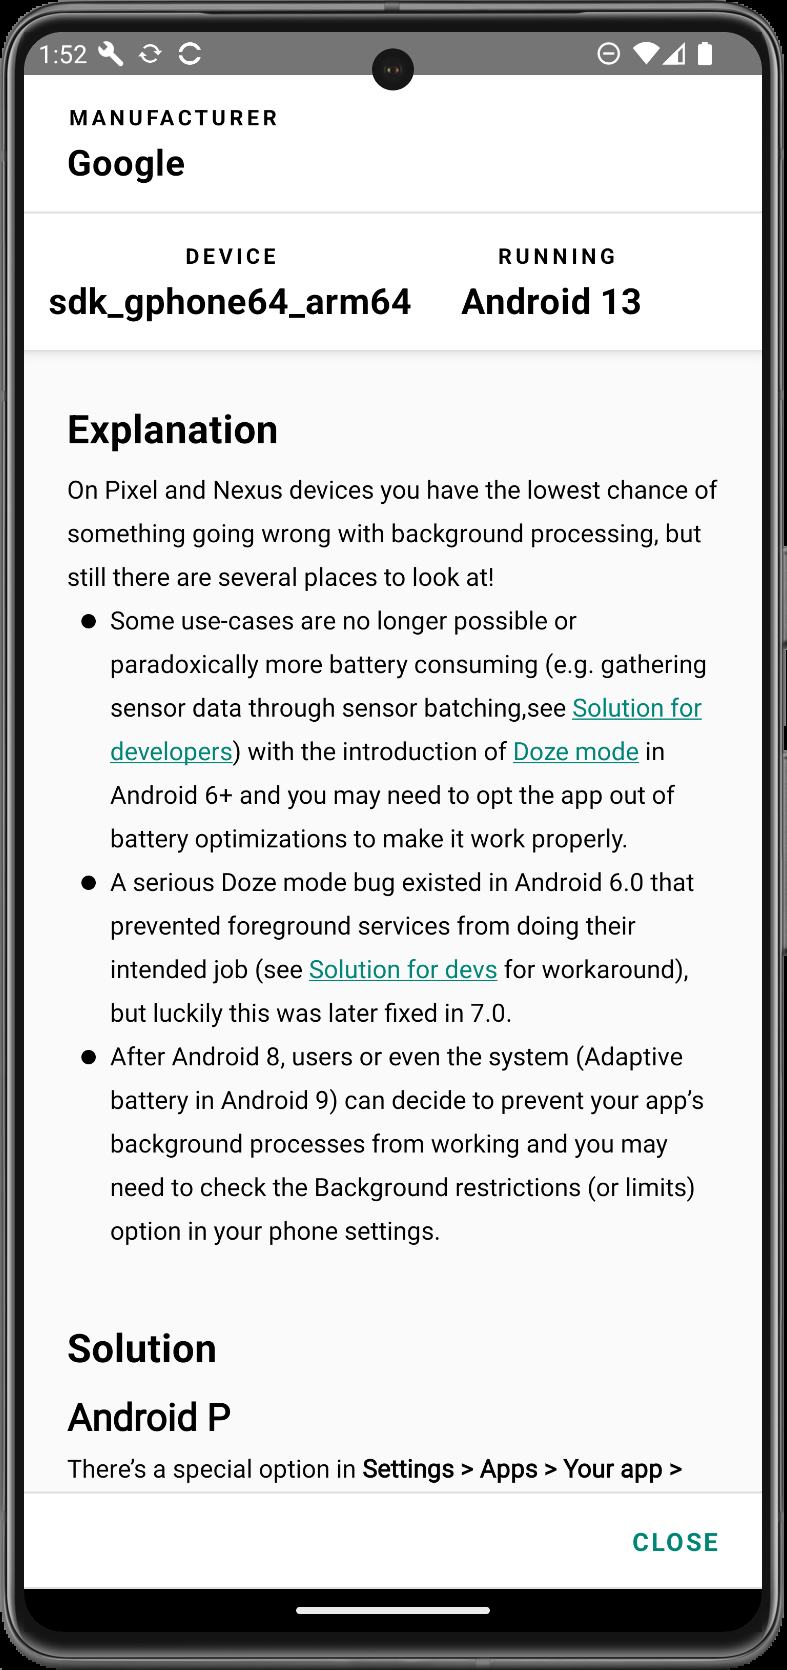 1:52
MANUFACTURER
Google
DEVICE
RUNNING
sdk_gphone64_arm64
Android 13
Explanation
On Pixel and Nexus devices you have the lowest chance of
something going wrong with background processing, but
still there are several places to look at!
● Some use-cases are no longer possible or
paradoxically more battery consuming (e.g. gathering
sensor data through sensor batching,see Solution for
developers) with the introduction of Doze mode in
Android 6+ and you may need to opt the app out of
battery optimizations to make it work properly.
● A serious Doze mode bug existed in Android 6.0 that
prevented foreground services from doing their
intended job (see Solution for devs for workaround),
but luckily this was later fixed in 7.0.
● After Android 8, users or even the system (Adaptive
battery in Android 9) can decide to prevent your app’s
background processes from working and you may
need to check the Background restrictions (or limits)
option in your phone settings.
Solution
Android P
There’s a special option in Settings > Apps > Your app >
CLOSE